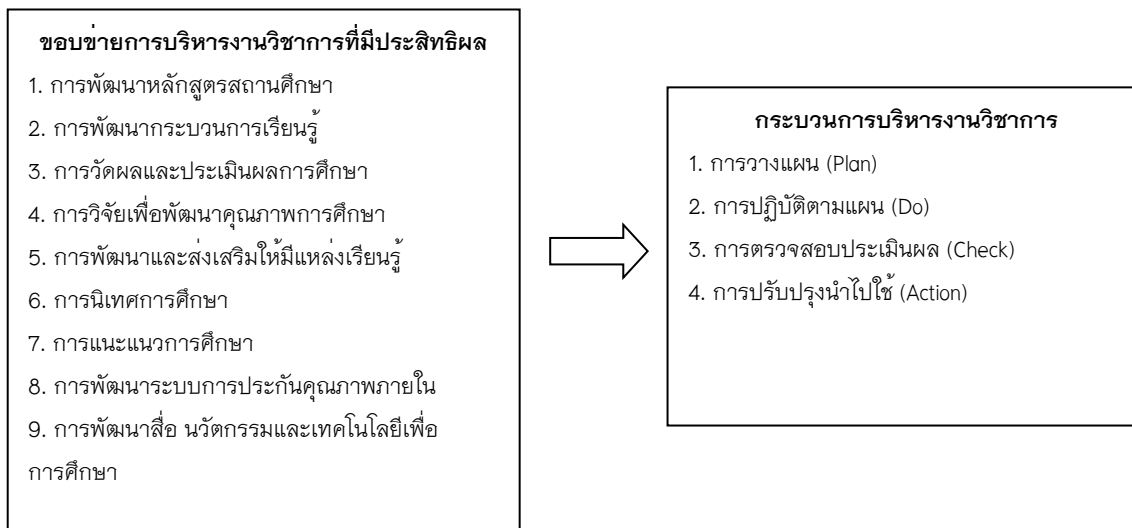 ขอบข่ายการบริหารงานวิชาการที่มีประสิทธิผล
1. การพัฒนาหลักสูตรสถานศึกษา
2. การพัฒนากระบวนการเรียนรู้
3. การวัดผลและประเมินผลการศึกษา
4. การวิจัยเพื่อพัฒนาคุณภาพการศึกษา
5. การพัฒนาและส่งเสริมให้มีแหล่งเรียนรู้
6. การนิเทศการศึกษา
7. การแนะแนวการศึกษา
8. การพัฒนาระบบการประกันคุณภาพภายใน
9. การพัฒนาสื่อ นวัตกรรมและเทคโนโลยีเพื่อ
การศึกษา
กระบวนการบริหารงานวิชาการ
1. การวางแผน (Plan)
2. การปฏิบัติตามแผน (Do)
3. การตรวจสอบประเมินผล (Check)
4. การปรับปรุงนำไปใช้ (Action)